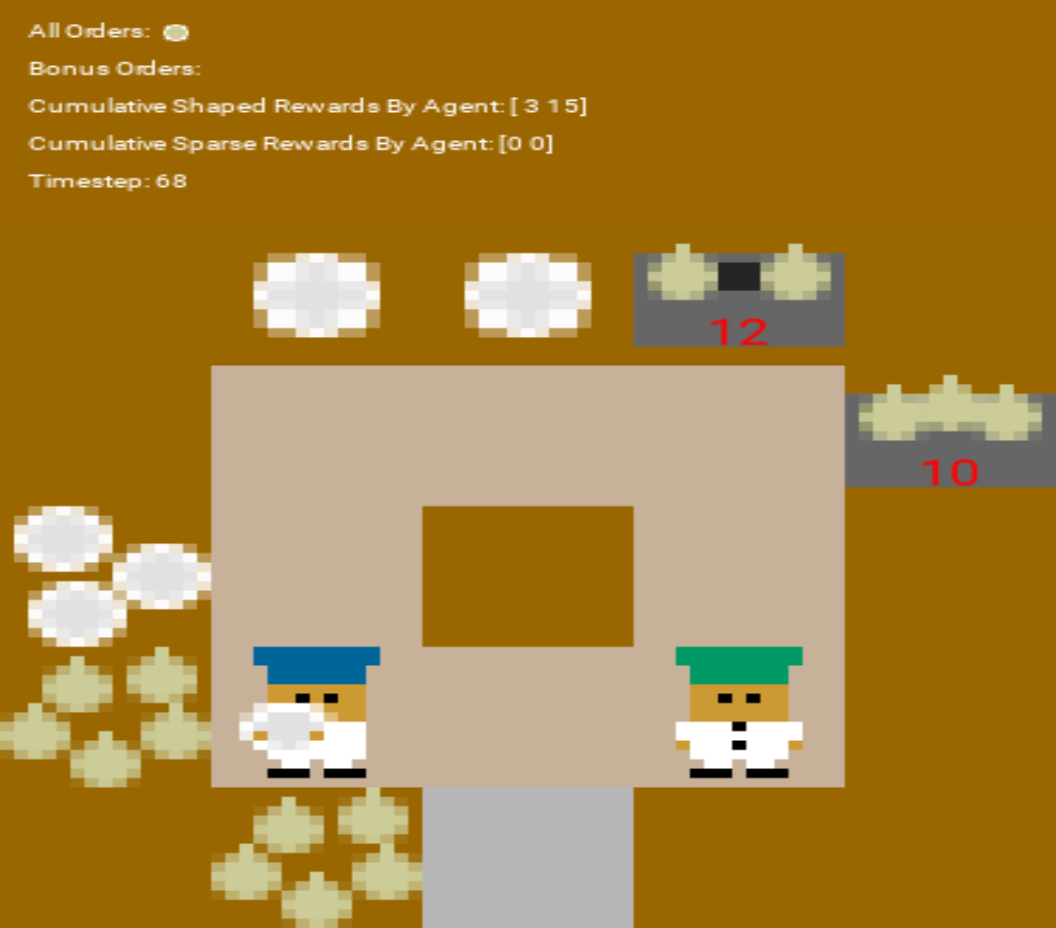 All Orders:
Bonus Orders:
Cumulative Shaped Rewards By Agent: [ 3 15]
Cumulative Sparse Rewards By Agent: [0 0]
Timestep: 68
12
10